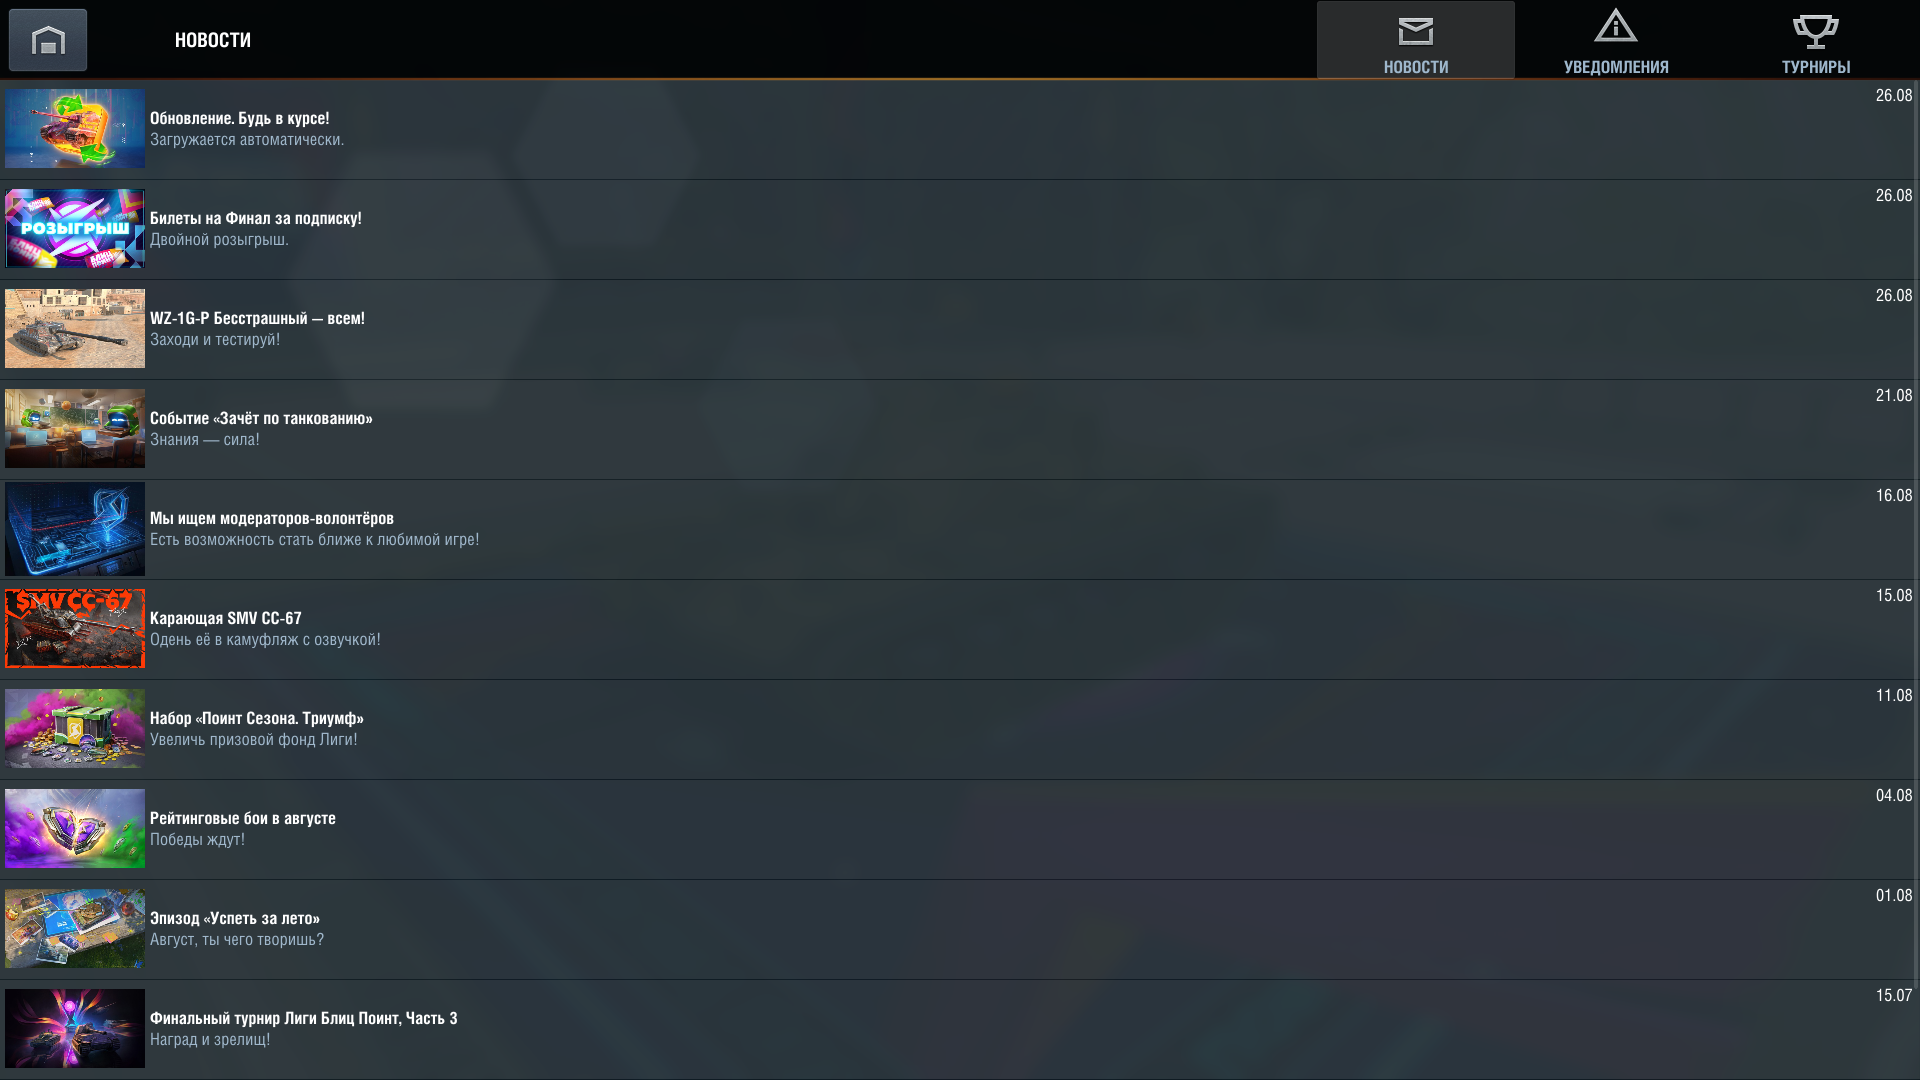 НОВОСТИ
НОВОСТИ
УВЕДОМЛЕНИЯ
ТУРНИРЫ
26.08
Обновление. Будь в курсе!
Загружается автоматически.
26.08
РОЗЫГРЫШ
Билеты на Финал за подписку!
Двойной розыгрыш.
26.08
WZ-1G-P Бесстрашный — всем!
Заходи и тестируй!
21.08
Событие «Зачёт по танкованию»
Знания — сила!
16.08
Мы ищем модераторов-волонтёров
Есть возможность стать ближе к любимой игре!
15.08
SMV CC-67
Карающая SMV CC-67
Одень её в камуфляж с озвучкой!
11.08
Набор «Поинт Сезона. Триумф»
Увеличь призовой фонд Лиги!
04.08
Рейтинговые бои в августе
Победы ждут!
01.08
Эпизод «Успеть за лето»
Август, ты чего творишь?
15.07
Финальный турнир Лиги Блиц Поинт, Часть 3
Наград и зрелищ!